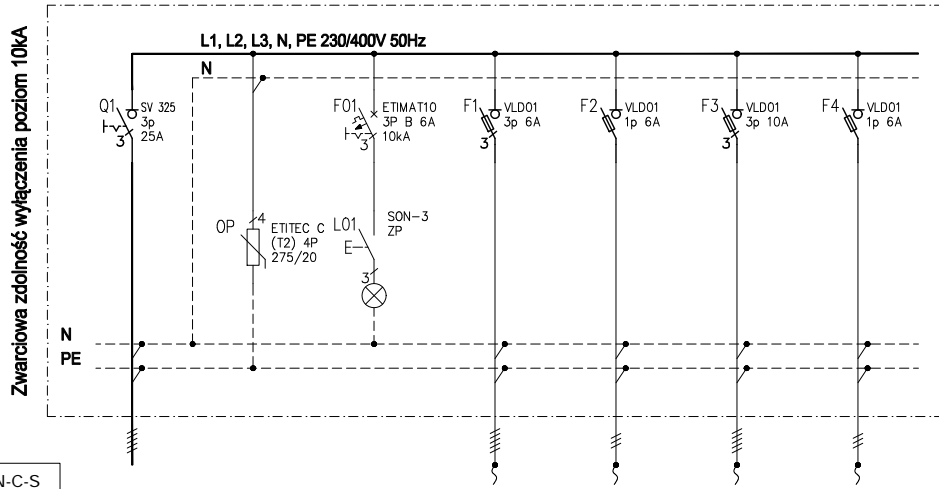 Zwarciowa zdolność wyłączenia poziom 10kA
L1, L2, L3, N, PE 230/400V 50Hz
N
Q1
SV 325
3p
25A
3
F01
ETIMAT10
3P B 6A
10kA
3
F1
VLD01
3p 6A
3
F2
VLD01
1p 6A
F3
VLD01
3p 10A
3
F4
VLD01
1p 6A
OP
4
ETITEC C
(T2) 4P
275/20
L01
SON-3
ZP
E
3
N
PE
N-C-S